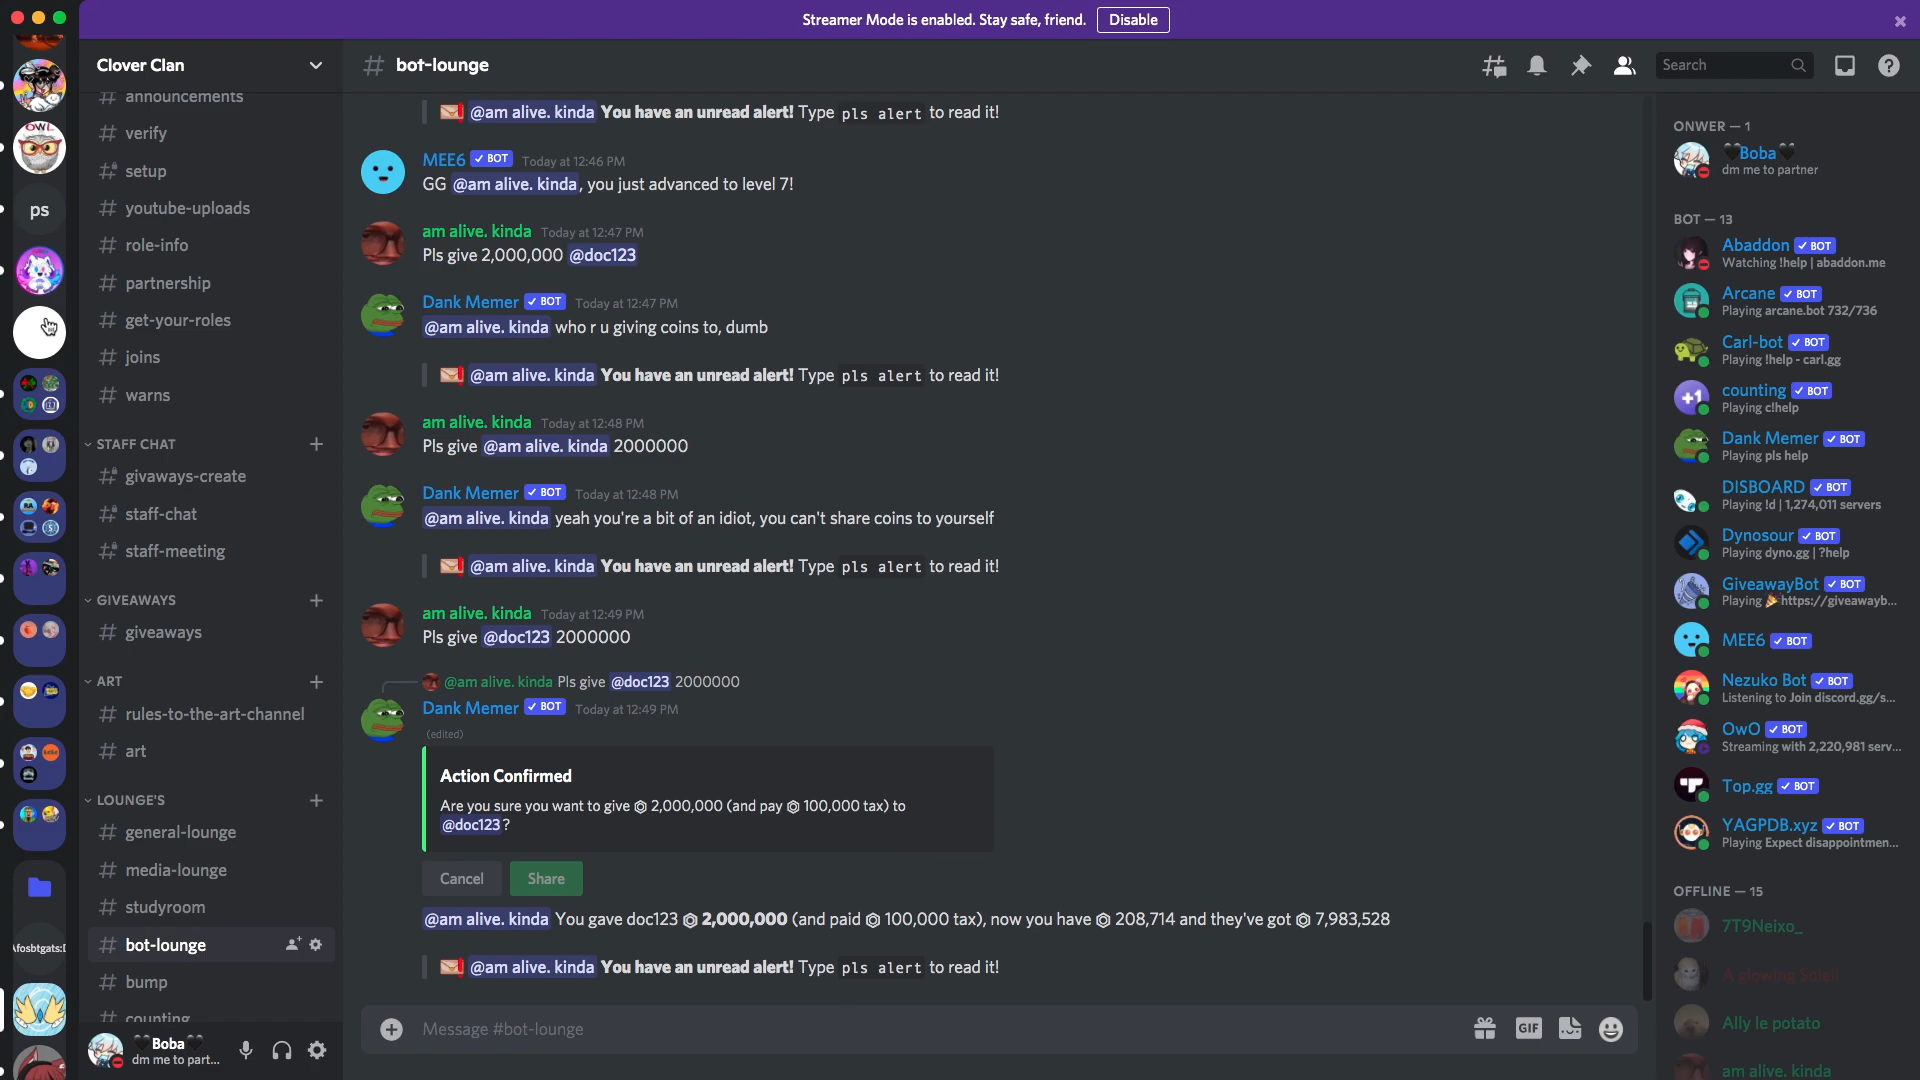 Streamer Mode is enabled. Stay safe, friend. Disable
Clover Clan
announcements
verify
setup
youtube-uploads
role-info
partnership
get-your-roles
joins
warns
STAFF CHAT
givaways-create
staff-chat
staff-meeting
GIVEAWAYS
giveaways
ART
rules-to-the-art-channel
art
LOUNGE'S
general-lounge
media-lounge
studyroom
bot-lounge
bump
counting
Boba
dm me to part...
OWL
ps
Afosbtgats:
bot-lounge
Search
@am alive. kinda You have an unread alert! Type pls alert to read it!
MEE6 BOT Today at 12:46 PM
GG @am alive. kinda, you just advanced to level 7!
am alive. kinda Today at 12:47 PM
Pls give 2,000,000 @doc123
Dank Memer BOT Today at 12:47 PM
@am alive. kinda who r u giving coins to, dumb
@am alive. kinda You have an unread alert! Type pls alert to read it!
am alive. kinda Today at 12:48 PM
Pls give @am alive. kinda 2000000
Dank Memer BOT Today at 12:48 PM
@am alive. kinda yeah you're a bit of an idiot, you can't share coins to yourself
@am alive. kinda You have an unread alert! Type pls alert to read it!
am alive. kinda Today at 12:49 PM
Pls give @doc123 2000000
@am alive. kinda Pls give @doc123 2000000
Dank Memer BOT Today at 12:49 PM
(edited)
Action Confirmed
Are you sure you want to give 2,000,000 (and pay 100,000 tax) to
@doc123?
Cancel Share
@am alive. kinda You gave doc123 2,000,000 (and paid 100,000 tax), now you have 208,714 and they've got 7,983,528
@am alive. kinda You have an unread alert! Type pls alert to read it!
Message #bot-lounge
GIF
ONWER — 1
Boba
dm me to partner
BOT — 13
Abaddon BOT
Watching !help | abaddon.me
Arcane BOT
Playing arcane.bot 732/736
Carl-bot BOT
Playing !help - carl.gg
counting BOT
Playing c!help
Dank Memer BOT
Playing pls help
DISBOARD BOT
Playing !d | 1,274,011 servers
Dynosour BOT
Playing dyno.gg | ?help
GiveawayBot BOT
Playing 🎉https://giveawayb...
MEE6 BOT
Nezuko Bot BOT
Listening to Join discord.gg/s...
OwO BOT
Streaming with 2,220,981 serv...
Top.gg BOT
YAGPDB.xyz BOT
Playing Expect disappointmen...
OFFLINE — 15
7T9Neixo_
A glowing Soleil
Ally le potato
am alive. kinda